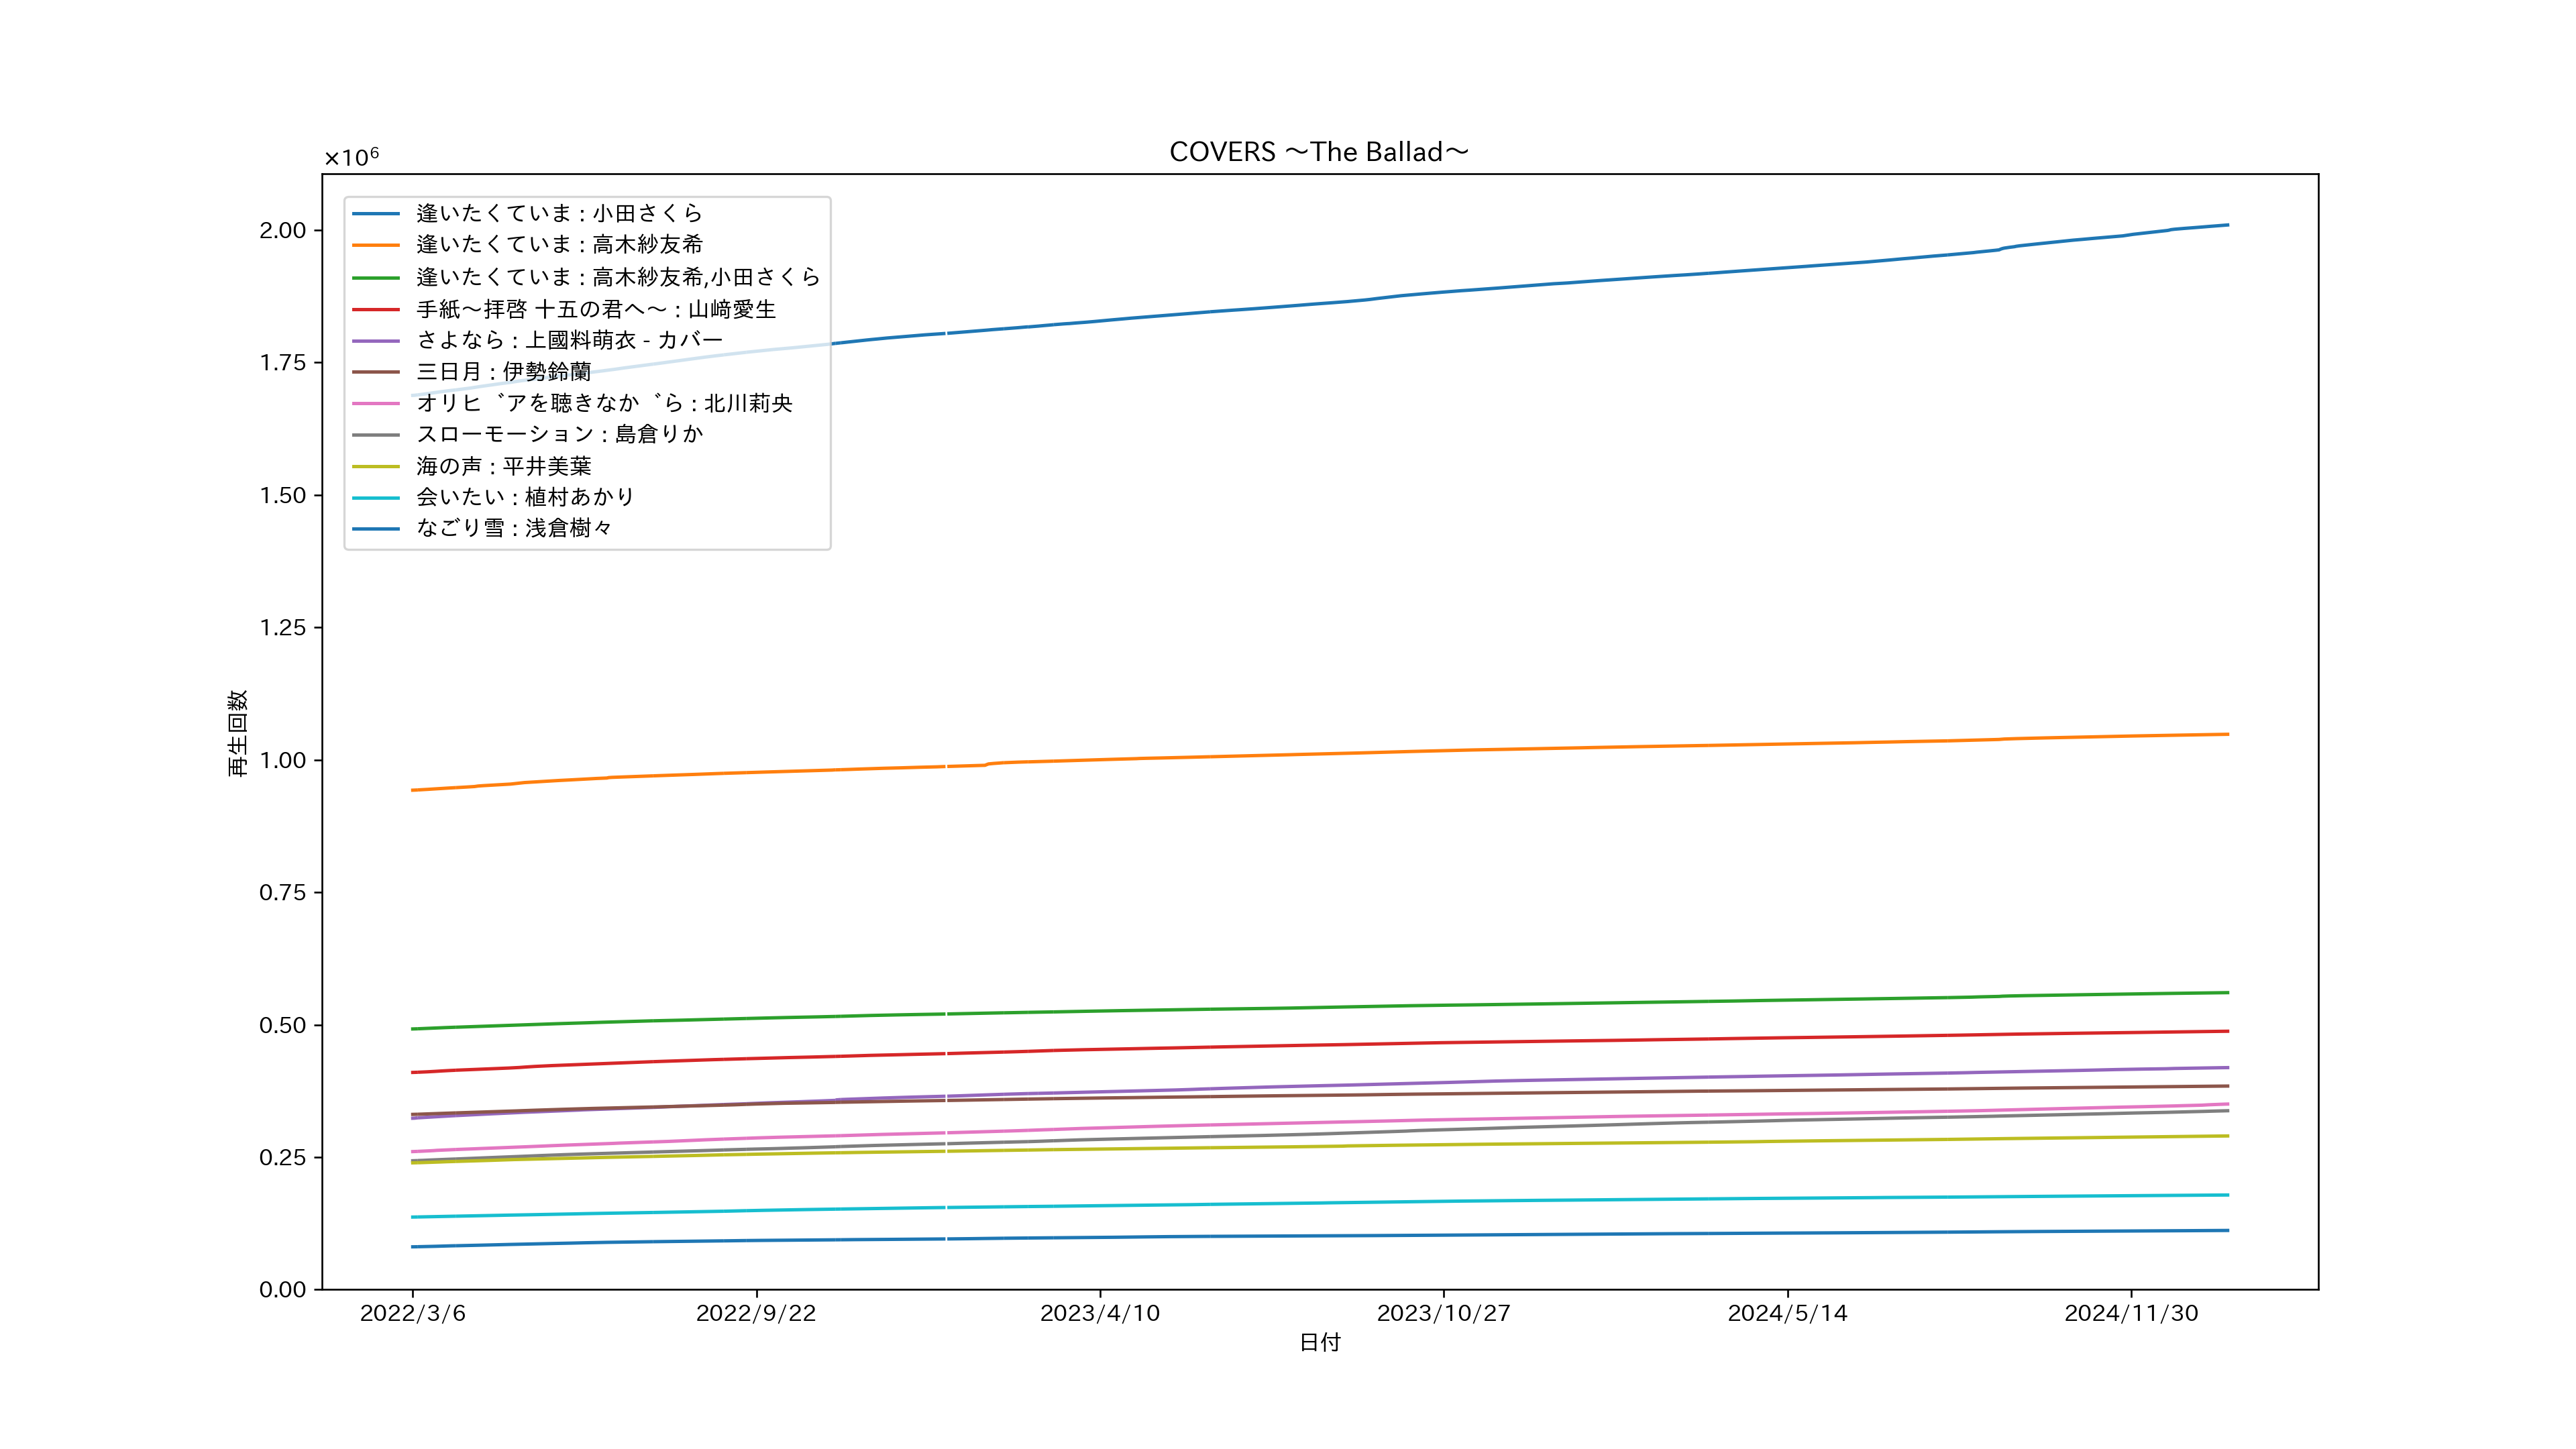 COVERS ～The Ballad～
×10⁶
2.00
1.75
1.50
1.25
1.00
0.75
0.50
0.25
0.00
再生回数
逢いたくていま : 小田さくら
逢いたくていま : 高木紗友希
逢いたくていま : 高木紗友希,小田さくら
手紙～拝啓 十五の君へ～ : 山﨑愛生
さよなら : 上國料萌衣 - カバー
三日月 : 伊勢鈴蘭
オリヒ゛アを聴きなか゛ら : 北川莉央
スローモーション : 島倉りか
海の声 : 平井美葉
会いたい : 植村あかり
なごり雪 : 浅倉樹々
2022/3/6
2022/9/22
2023/4/10
2023/10/27
2024/5/14
2024/11/30
日付